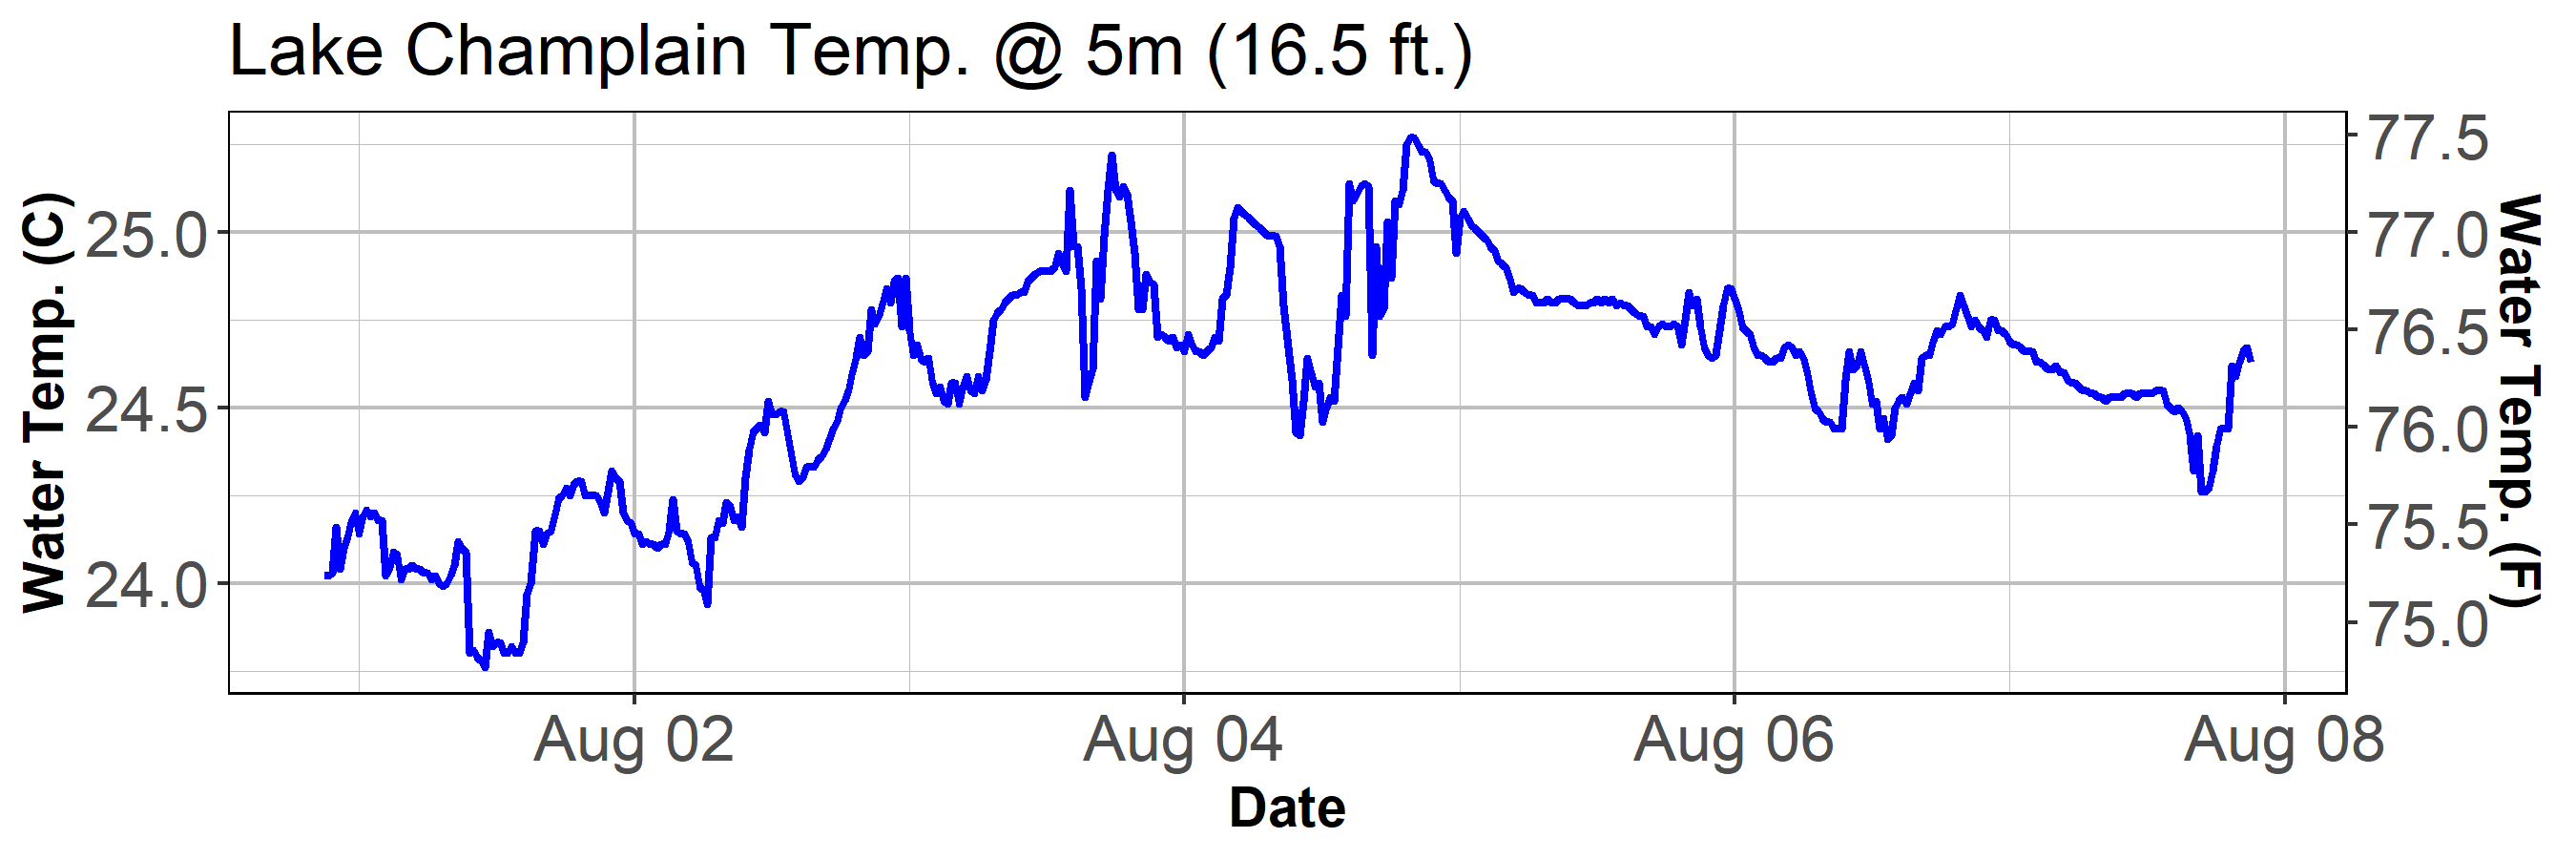 Lake Champlain Temp. @ 5m (16.5 ft.)
Water Temp. (C)
25.0
24.5
24.0
77.5
77.0
76.5
76.0
75.5
75.0
Water Temp. (F)
Aug 02 Aug 04 Aug 06 Aug 08
Date